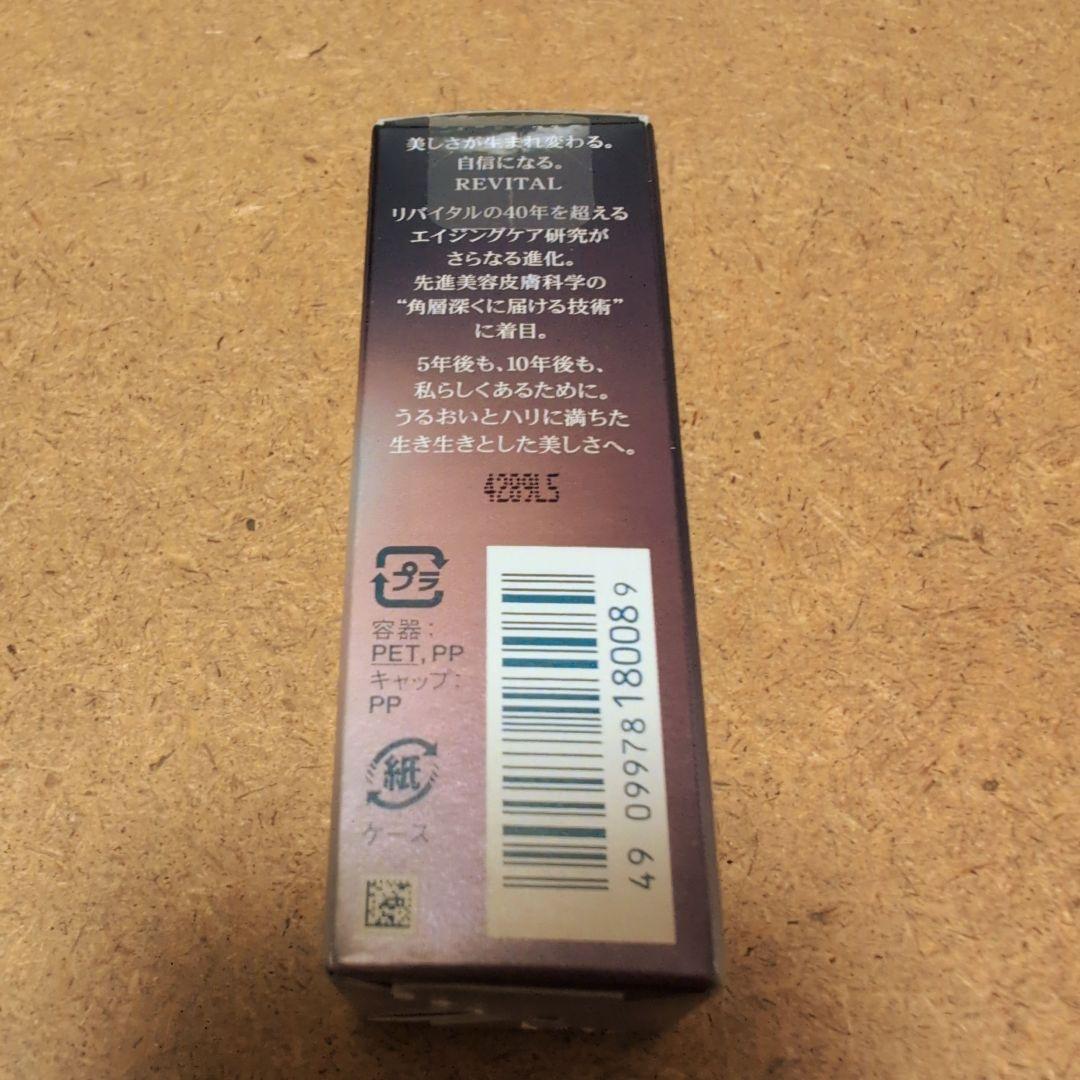 美しさが生まれ変わる。
自信になる。
REVITAL
リバイタルの40年を超える
エイジングケア研究が
さらなる進化。
先進美容皮膚科学の
“角層深くに届ける技術”
に着目。
5年後も、10年後も、
私らしくあるために。
うるおいとハリに満ちた
生き生きとした美しさへ。
4289L5
プラ
容器：
PET, PP
キャップ：
PP
紙
ケース
49 09978 180089